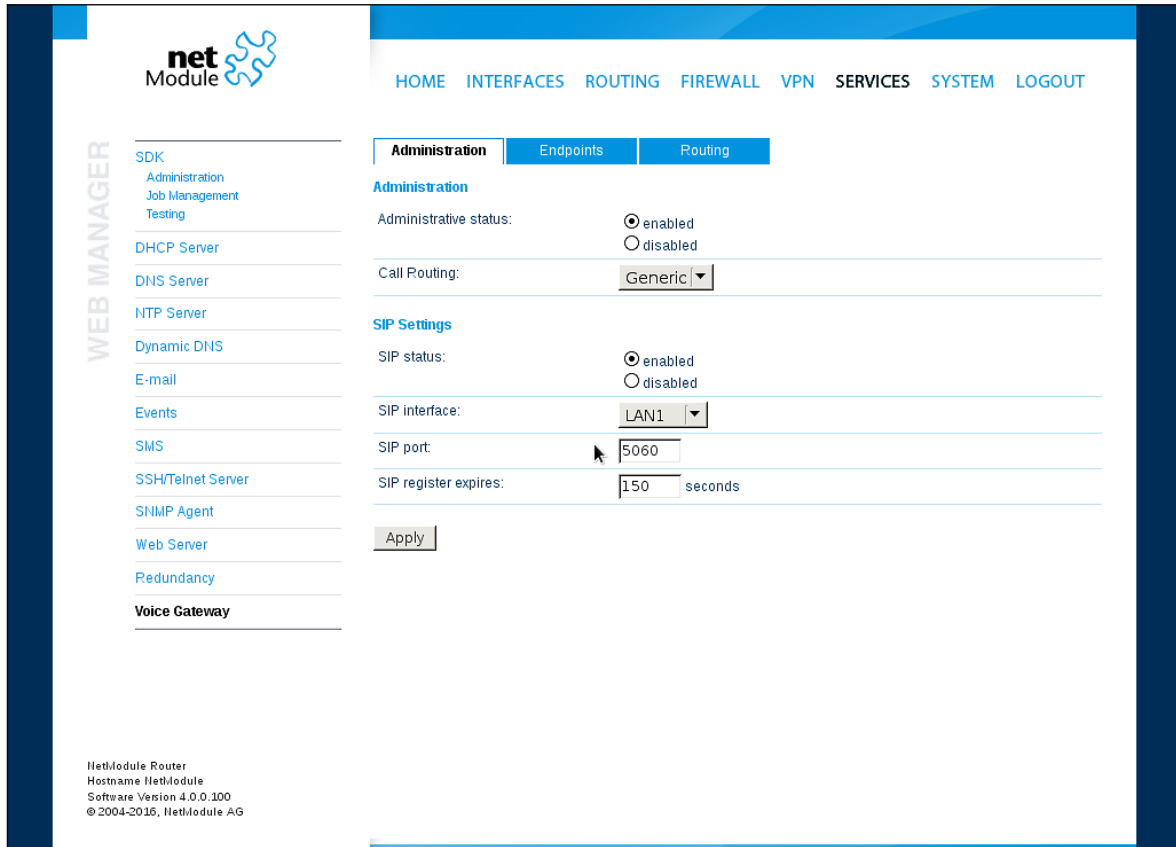 net
Module
HOME INTERFACES ROUTING FIREWALL VPN SERVICES SYSTEM LOGOUT
WEB MANAGER
SDK
Administration
Job Management
Testing
DHCP Server
DNS Server
NTP Server
Dynamic DNS
E-mail
Events
SMS
SSH/Telnet Server
SNMP Agent
Web Server
Redundancy
Voice Gateway
Administration Endpoints Routing
Administration
Administrative status: enabled
disabled
Call Routing: Generic
SIP Settings
SIP status: enabled
disabled
SIP interface: LAN1
SIP port: 5060
SIP register expires: 150 seconds
Apply
NetModule Router
Hostname NetModule
Software Version 4.0.0.100
© 2004-2016, NetModule AG